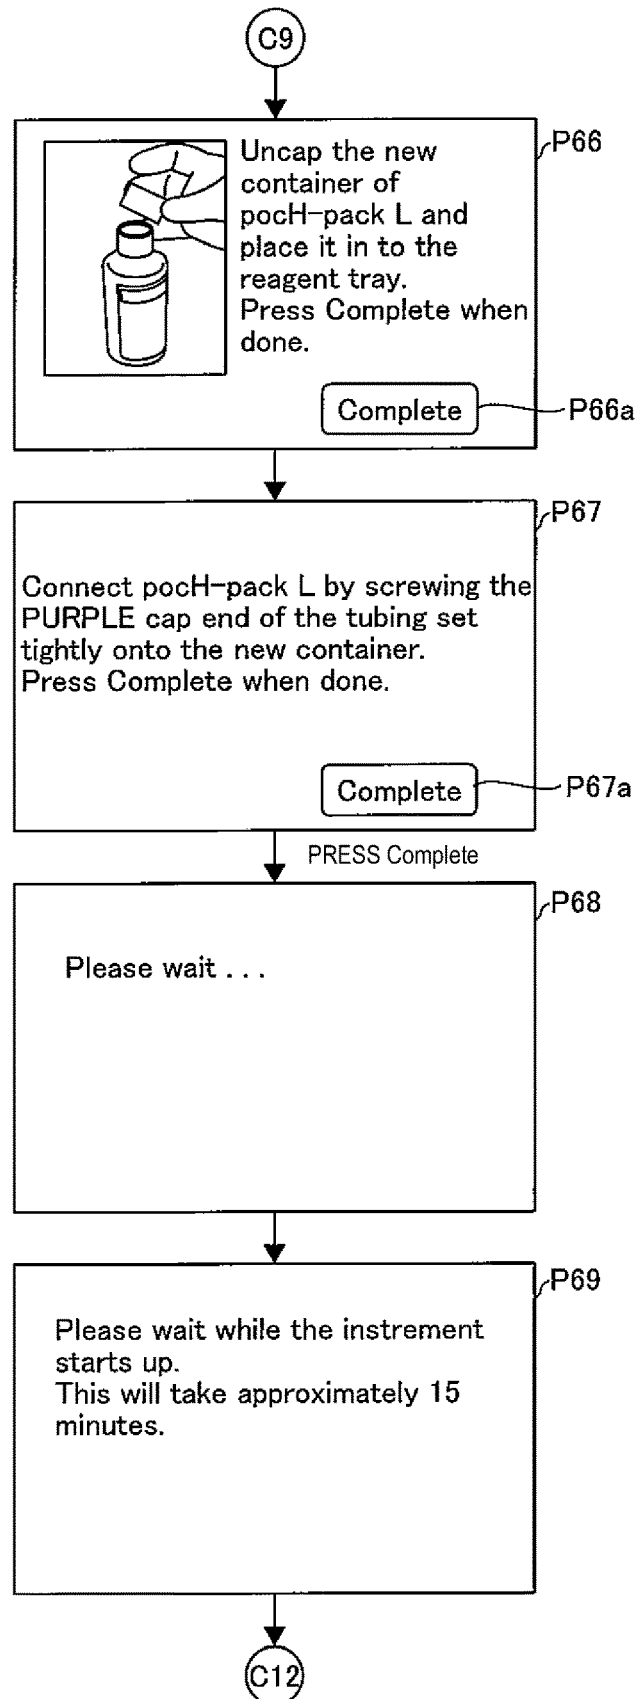 C9
P66
Uncap the new
container of
pocH-pack L and
place it in to the
reagent tray.
Press Complete when
done.
Complete
P66a
P67
Connect pocH-pack L by screwing the
PURPLE cap end of the tubing set
tightly onto the new container.
Press Complete when done.
Complete
P67a
PRESS Complete
P68
Please wait . . .
P69
Please wait while the instrement
starts up.
This will take approximately 15
minutes.
C12